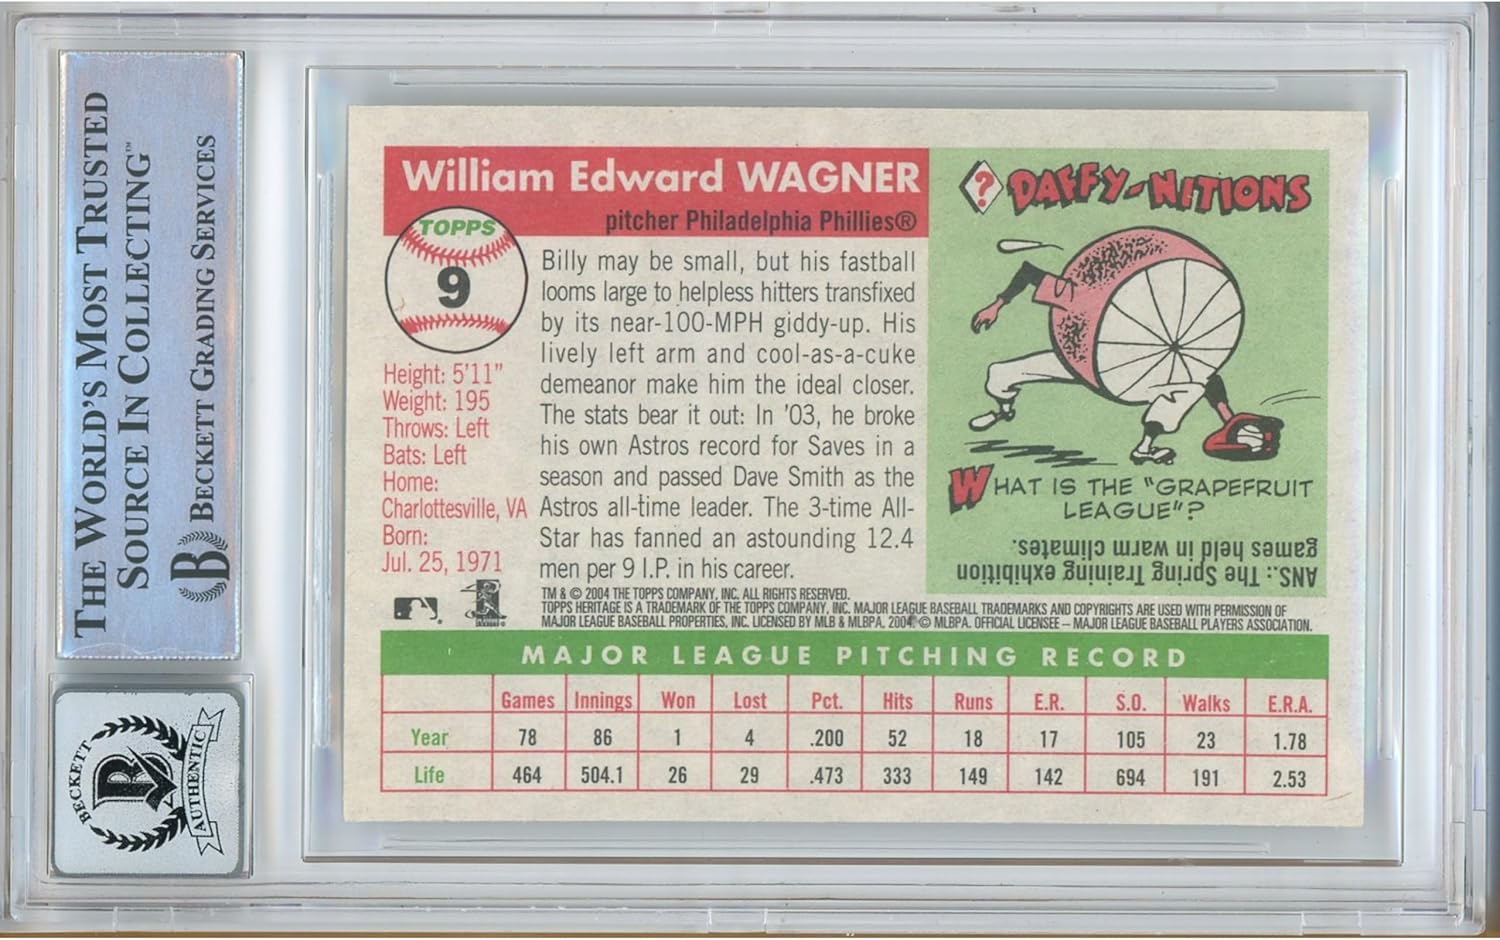 THE WORLD'S MOST TRUSTED
SOURCE IN COLLECTING™
B BECKETT GRADING SERVICES
BECKETT
B
AUTHENTIC
William Edward WAGNER
pitcher Philadelphia Phillies®
TOPPS
9
Height: 5'11"
Weight: 195
Throws: Left
Bats: Left
Home:
Charlottesville, VA
Born:
Jul. 25, 1971
Billy may be small, but his fastball
looms large to helpless hitters transfixed
by its near-100-MPH giddy-up. His
lively left arm and cool-as-a-cuke
demeanor make him the ideal closer.
The stats bear it out: In '03, he broke
his own Astros record for Saves in a
season and passed Dave Smith as the
Astros all-time leader. The 3-time All-
Star has fanned an astounding 12.4
men per 9 I.P. in his career.
? DAFFY-NITIONS
WHAT IS THE "GRAPEFRUIT
LEAGUE"?
ANS.: The Spring Training exhibition
games held in warm climates.
TM & © 2004 THE TOPPS COMPANY, INC. ALL RIGHTS RESERVED.
TOPPS HERITAGE IS A TRADEMARK OF THE TOPPS COMPANY, INC. MAJOR LEAGUE BASEBALL TRADEMARKS AND COPYRIGHTS ARE USED WITH PERMISSION OF
MAJOR LEAGUE BASEBALL PROPERTIES, INC. LICENSED BY MLB & MLBPA. 2004 © MLBPA. OFFICIAL LICENSEE – MAJOR LEAGUE BASEBALL PLAYERS ASSOCIATION.
MAJOR LEAGUE PITCHING RECORD
Games Innings Won Lost Pct. Hits Runs E.R. S.O. Walks E.R.A.
Year 78 86 1 4 .200 52 18 17 105 23 1.78
Life 464 504.1 26 29 .473 333 149 142 694 191 2.53